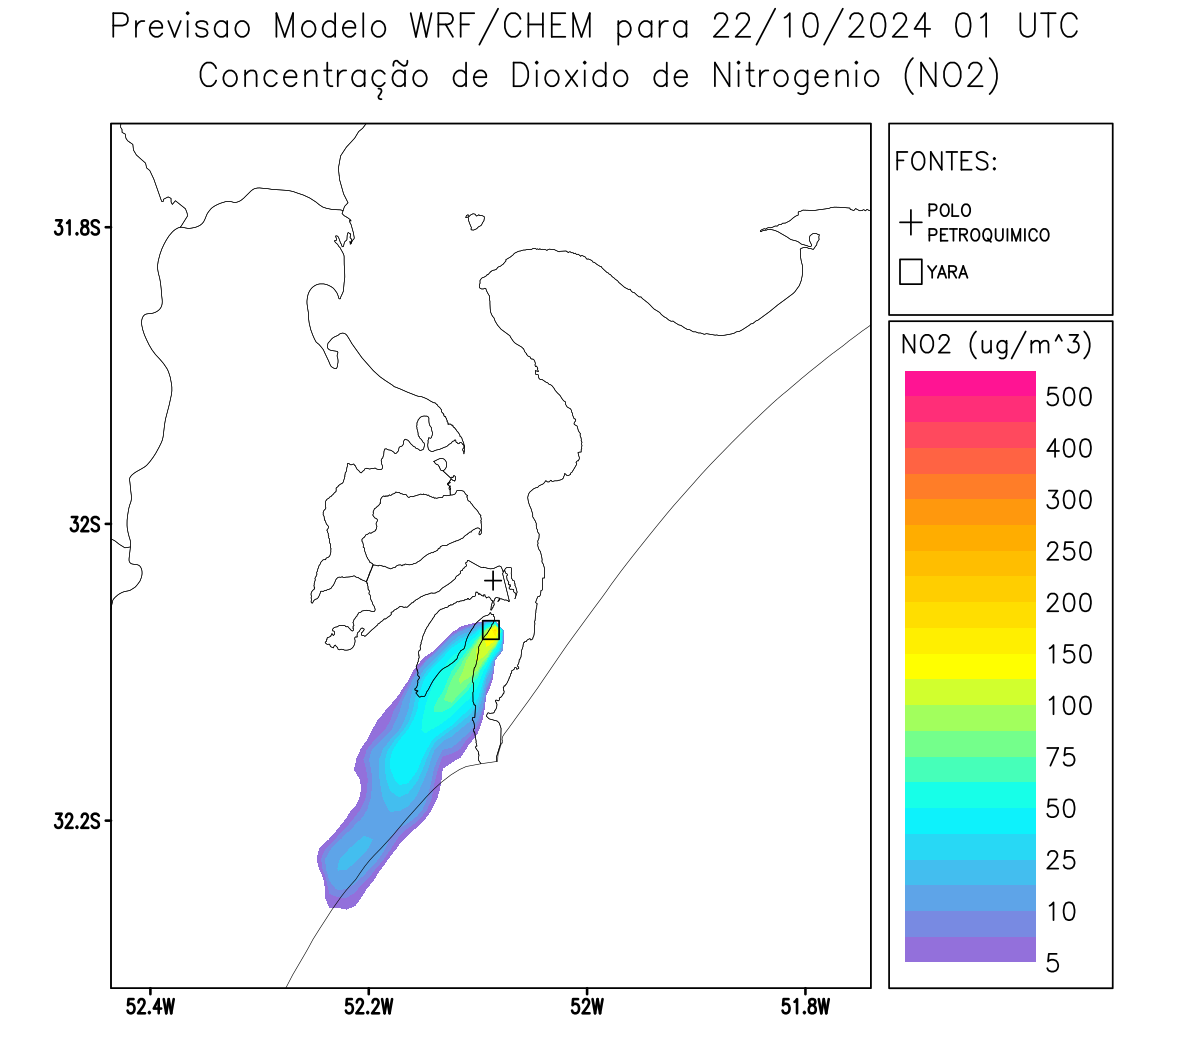 Previsao Modelo WRF/CHEM para 22/10/2024 01 UTC
Concentração de Dioxido de Nitrogenio (NO2)
FONTES:
POLO
PETROQUIMICO
YARA
NO2 (ug/m^3)
500
400
300
250
200
150
100
75
50
25
10
5
31.8S
32S
32.2S
52.4W
52.2W
52W
51.8W